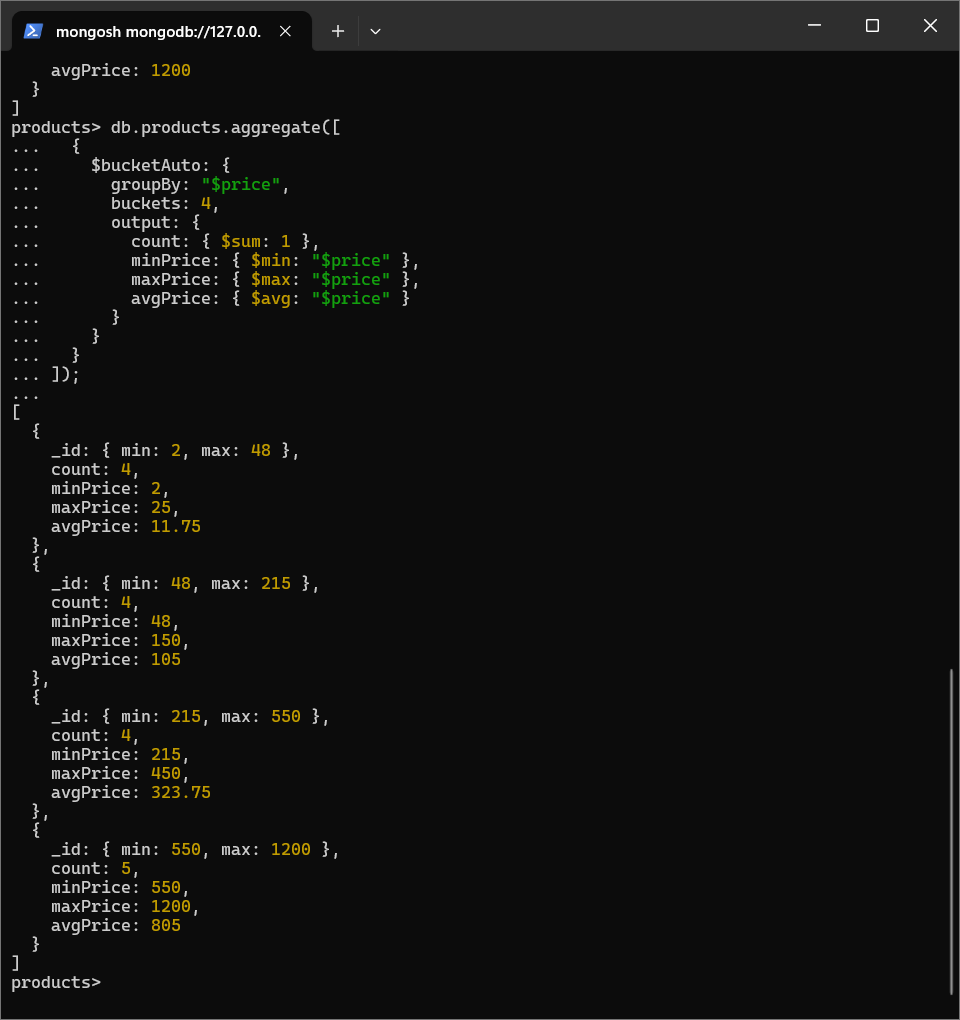 mongosh mongodb://127.0.0.
    avgPrice: 1200
  }
]
products> db.products.aggregate([
...   {
...     $bucketAuto: {
...       groupBy: "$price",
...       buckets: 4,
...       output: {
...         count: { $sum: 1 },
...         minPrice: { $min: "$price" },
...         maxPrice: { $max: "$price" },
...         avgPrice: { $avg: "$price" }
...       }
...     }
...   }
... ]);
...
[
  {
    _id: { min: 2, max: 48 },
    count: 4,
    minPrice: 2,
    maxPrice: 25,
    avgPrice: 11.75
  },
  {
    _id: { min: 48, max: 215 },
    count: 4,
    minPrice: 48,
    maxPrice: 150,
    avgPrice: 105
  },
  {
    _id: { min: 215, max: 550 },
    count: 4,
    minPrice: 215,
    maxPrice: 450,
    avgPrice: 323.75
  },
  {
    _id: { min: 550, max: 1200 },
    count: 5,
    minPrice: 550,
    maxPrice: 1200,
    avgPrice: 805
  }
]
products>